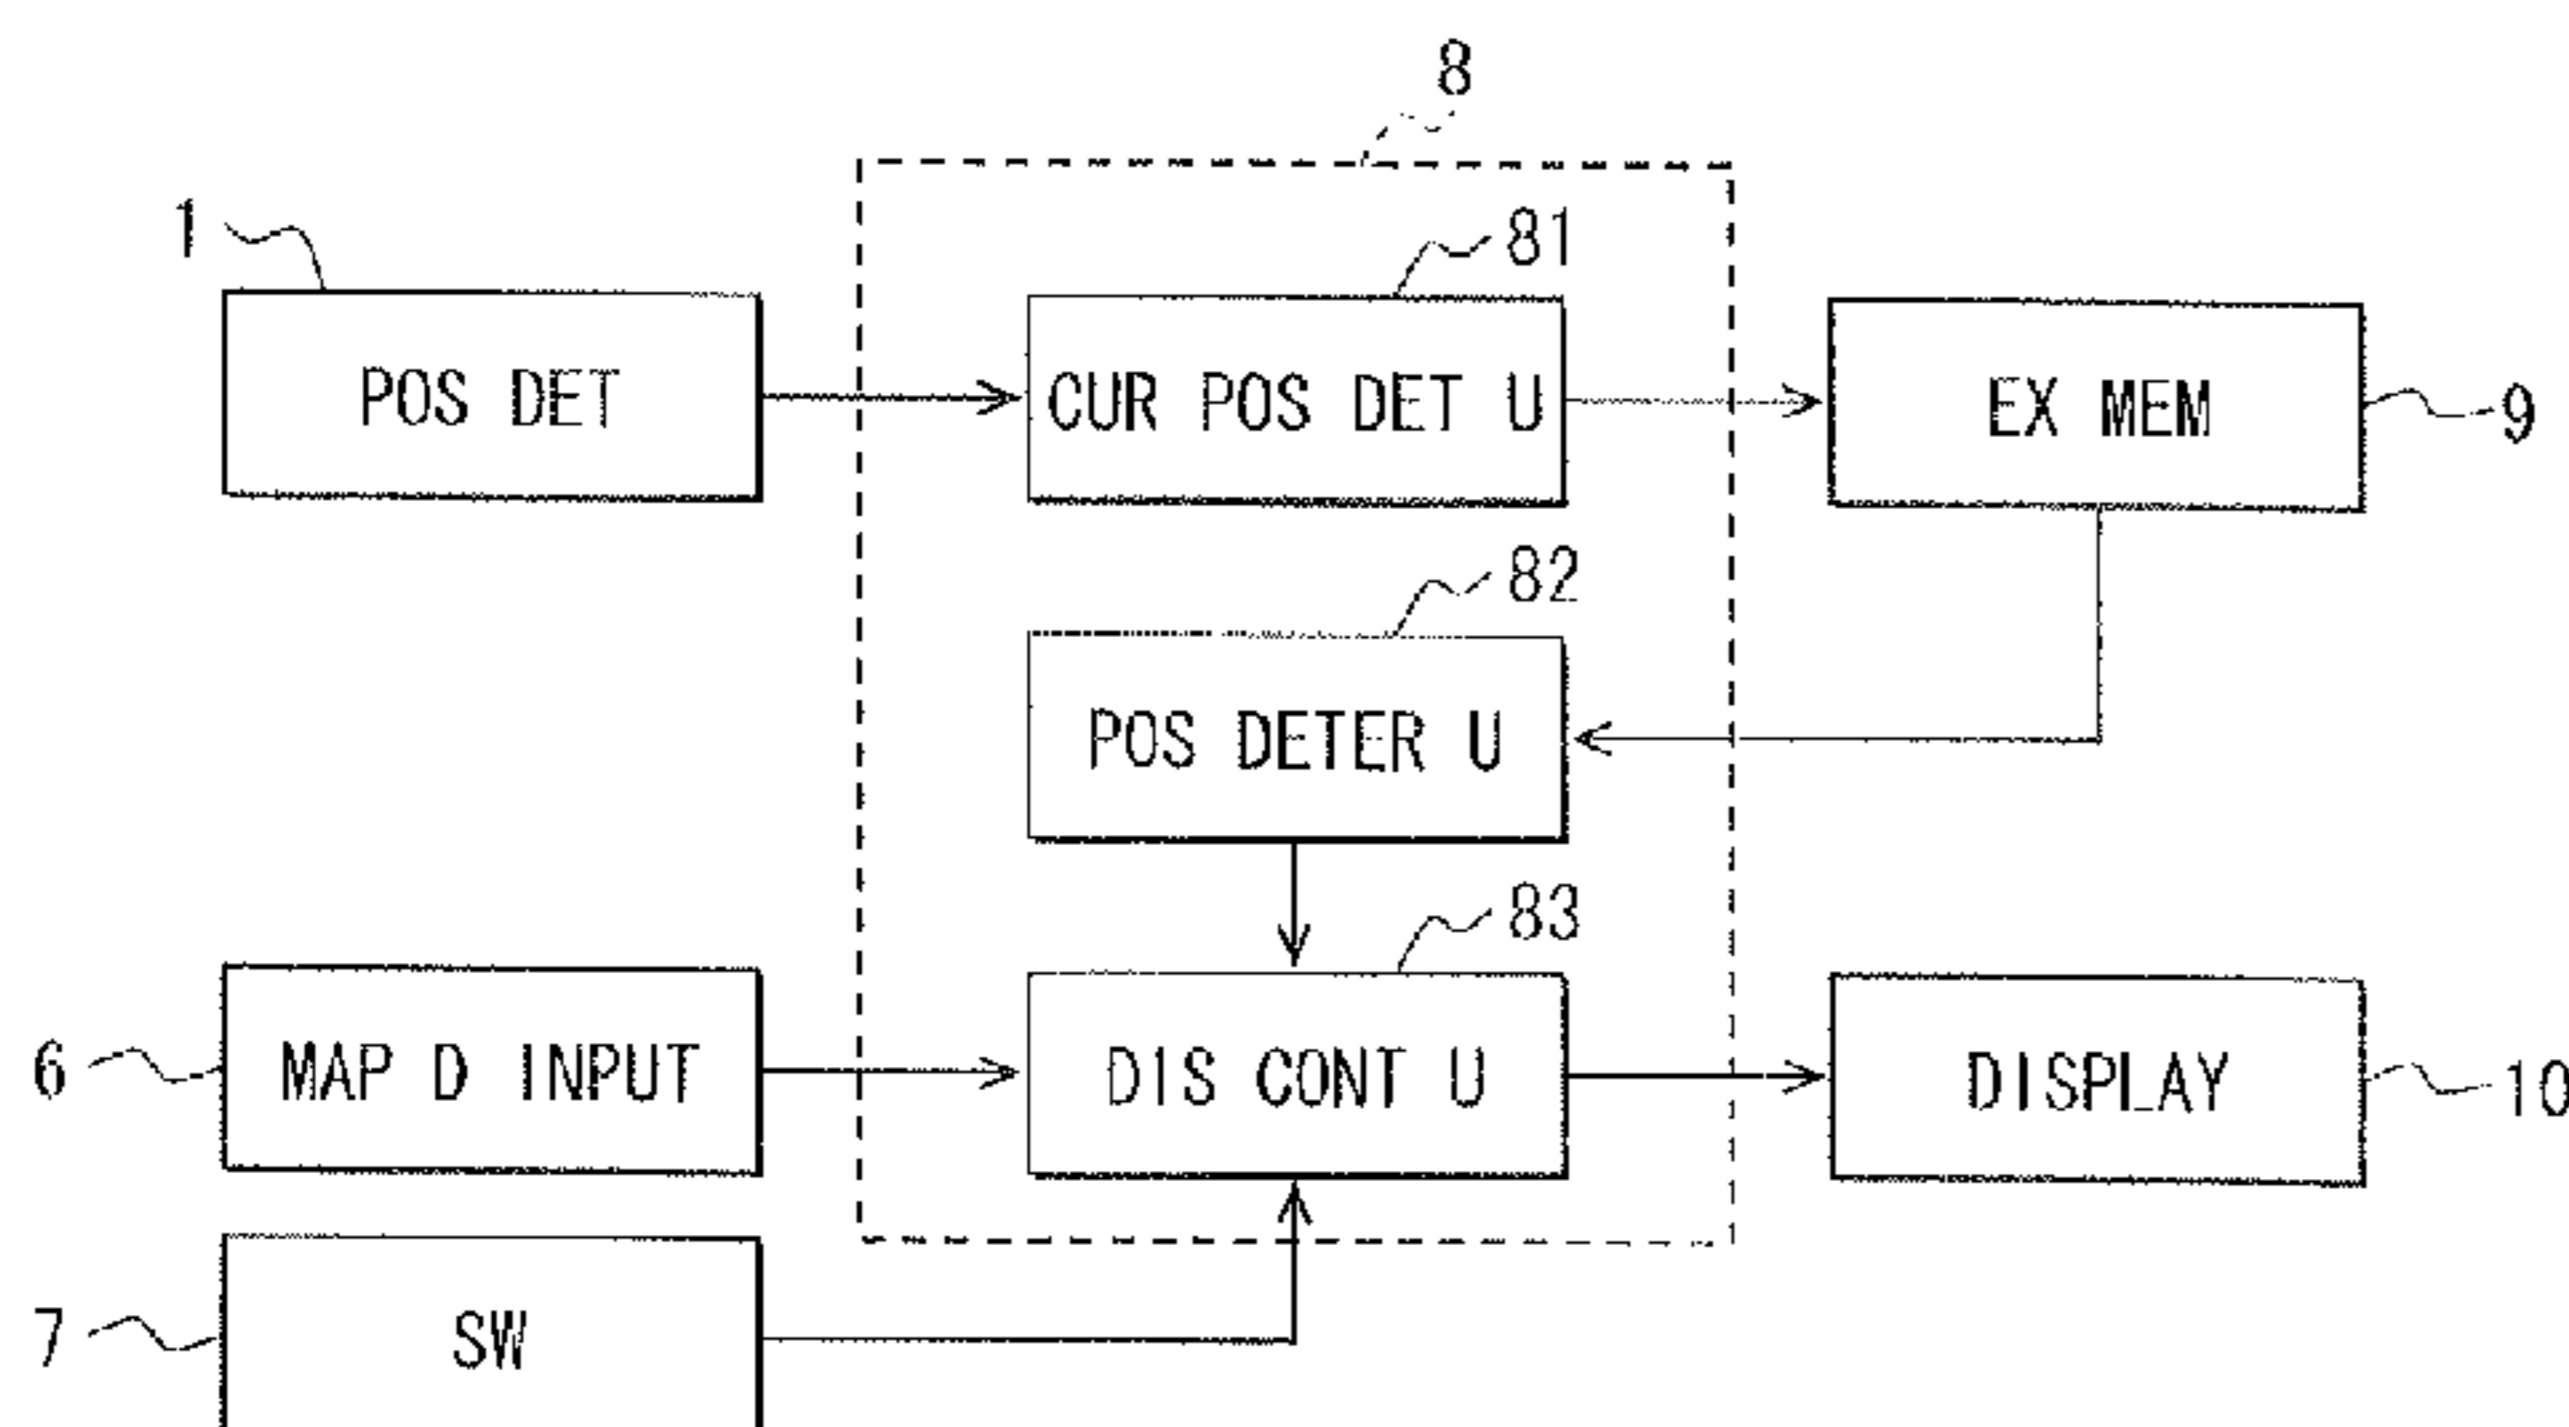 8
1
81
POS DET
CUR POS DET U
EX MEM
9
82
POS DETER U
83
6
MAP D INPUT
DIS CONT U
DISPLAY
10
7
SW